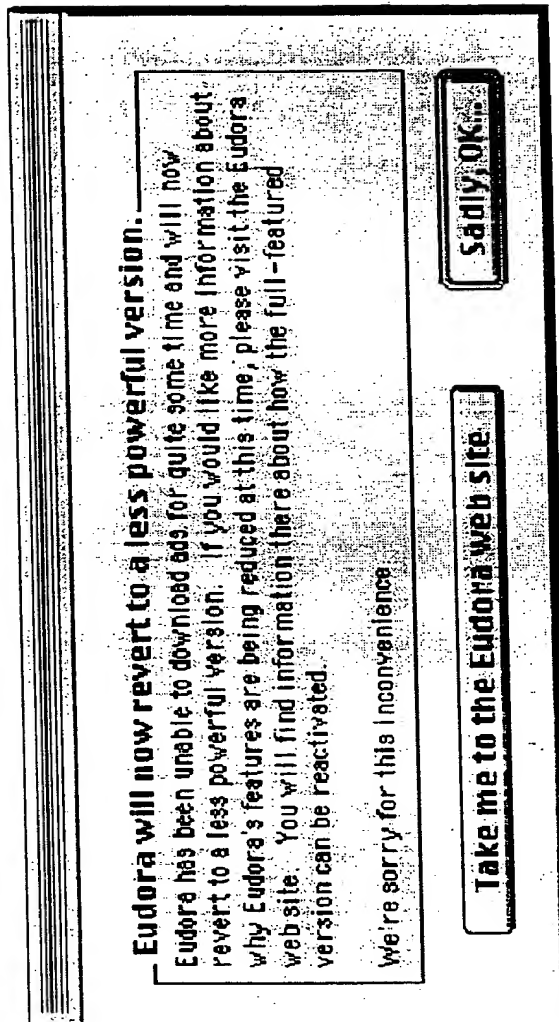 Eudora will now revert to a less powerful version.
Eudora has been unable to download ads for quite some time and will now
revert to a less powerful version. If you would like more information about
why Eudora's features are being reduced at this time, please visit the Eudora
web site. You will find information there about how the full-featured
version can be reactivated.
We're sorry for this inconvenience
Take me to the Eudora web site
sadly, OK...